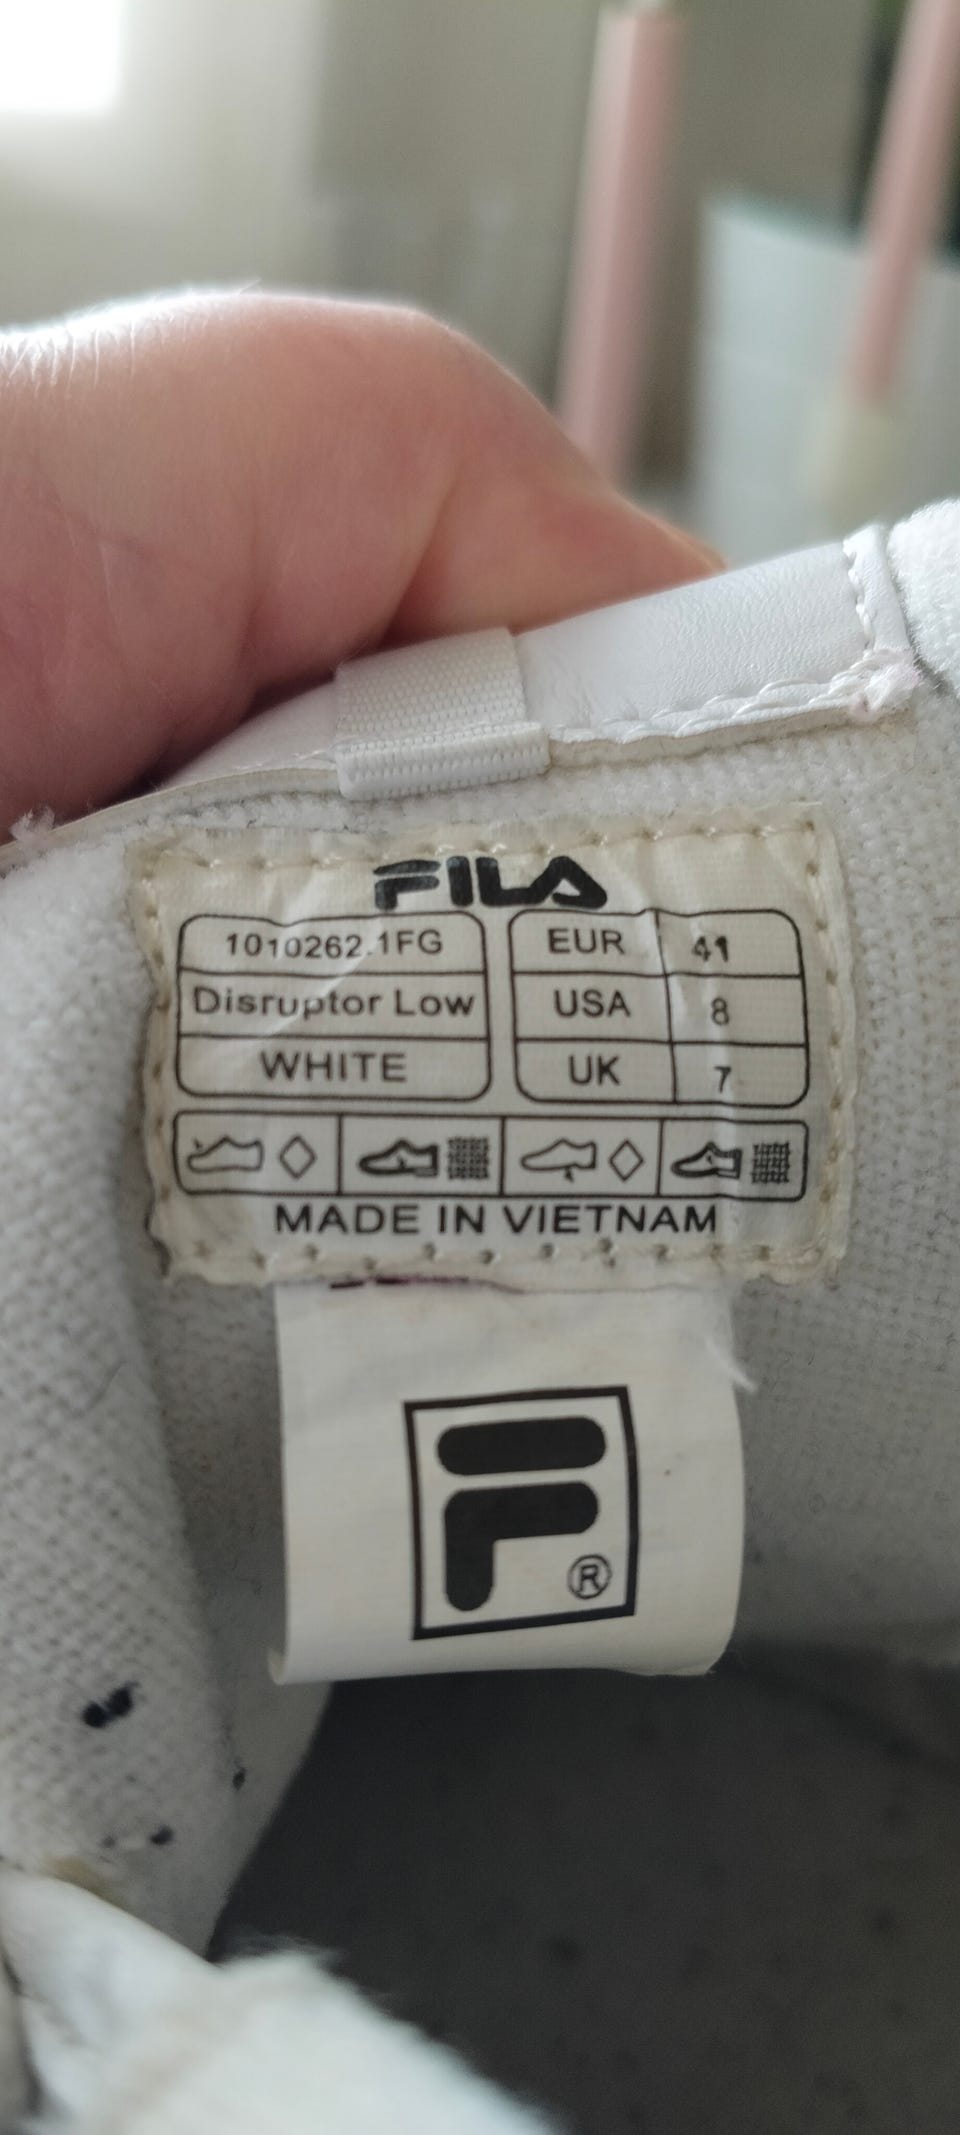 FILA
1010262.1FG
Disruptor Low
WHITE
EUR 41
USA 8
UK 7
MADE IN VIETNAM
F
®